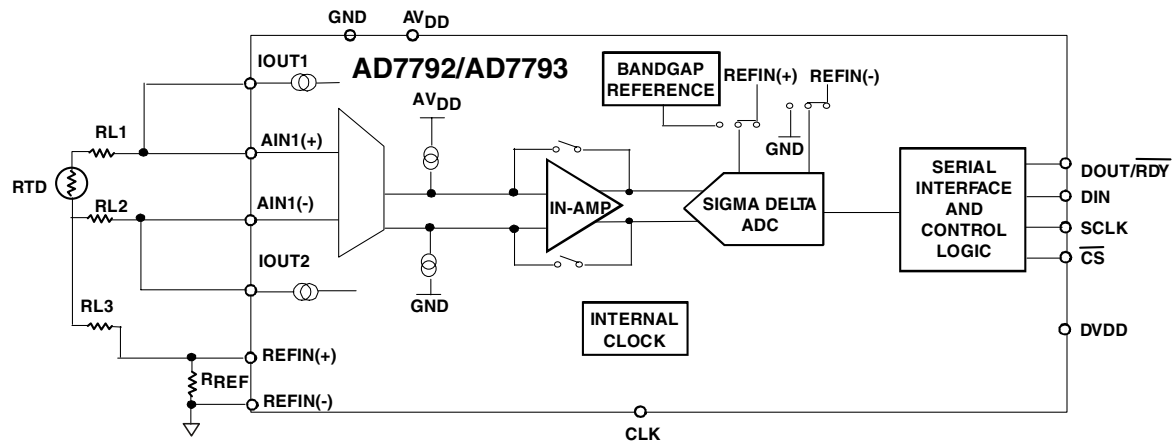 GND
AVDD
IOUT1
AD7792/AD7793
BANDGAP
REFERENCE
REFIN(+)
REFIN(-)
AVDD
GND
RL1
AIN1(+)
RTD
RL2
AIN1(-)
IN-AMP
SIGMA DELTA
ADC
SERIAL
INTERFACE
AND
CONTROL
LOGIC
DOUT/RDY
DIN
SCLK
CS
IOUT2
GND
RL3
INTERNAL
CLOCK
DVDD
REFIN(+)
RREF
REFIN(-)
CLK